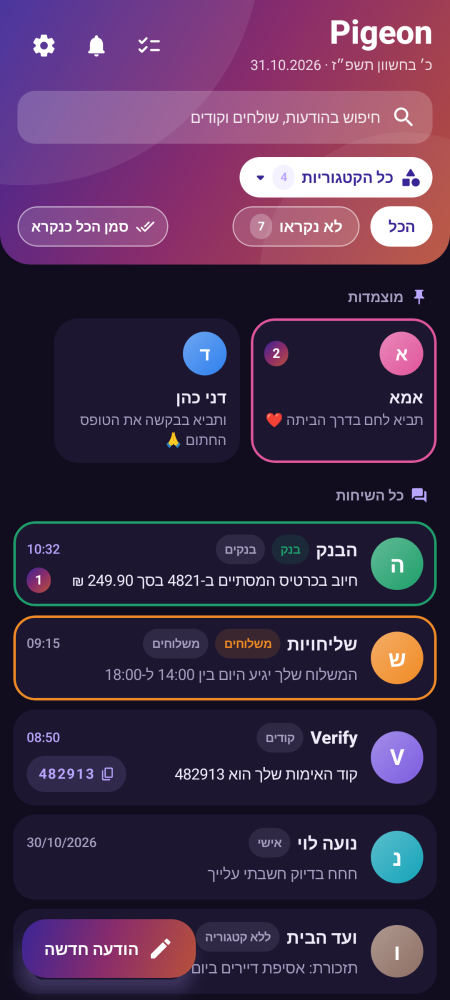 Pigeon
כ׳ בחשוון תשפ״ז · 31.10.2026
חיפוש בהודעות, שולחים וקודים
כל הקטגוריות 4
הכל
לא נקראו 7
סמן הכל כנקרא
מוצמדות
א
2
אמא
תביא לחם בדרך הביתה ❤️
ד
דני כהן
ותביא בבקשה את הטופס
החתום 🙏
כל השיחות
ה
הבנק בנק בנקים 10:32
חיוב בכרטיס המסתיים ב-4821 בסך 249.90 ₪ 1
ש
שליחויות משלוחים משלוחים 09:15
המשלוח שלך יגיע היום בין 14:00 ל-18:00
V
Verify קודים 08:50
קוד האימות שלך הוא 482913 482913
נ
נועה לוי אישי 30/10/2026
חחח בדיוק חשבתי עלייך
ו
ועד הבית ללא קטגוריה
תזכורת: אסיפת דיירים ביום
הודעה חדשה